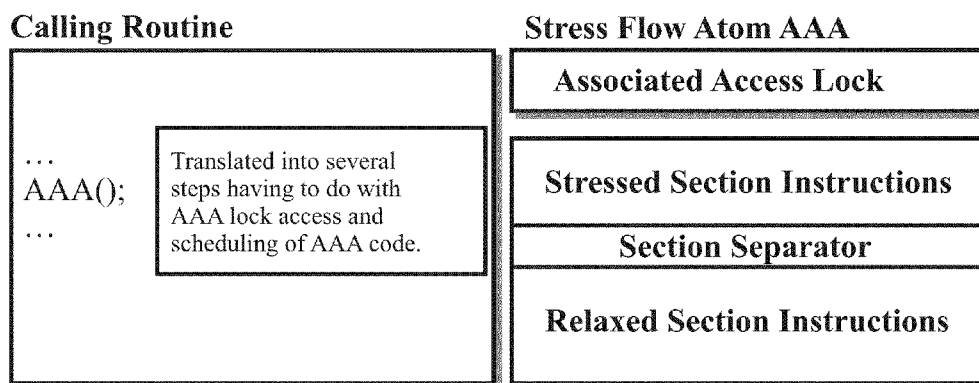 Calling Routine
…
AAA();
…
Translated into several
steps having to do with
AAA lock access and
scheduling of AAA code.
Stress Flow Atom AAA
Associated Access Lock
Stressed Section Instructions
Section Separator
Relaxed Section Instructions